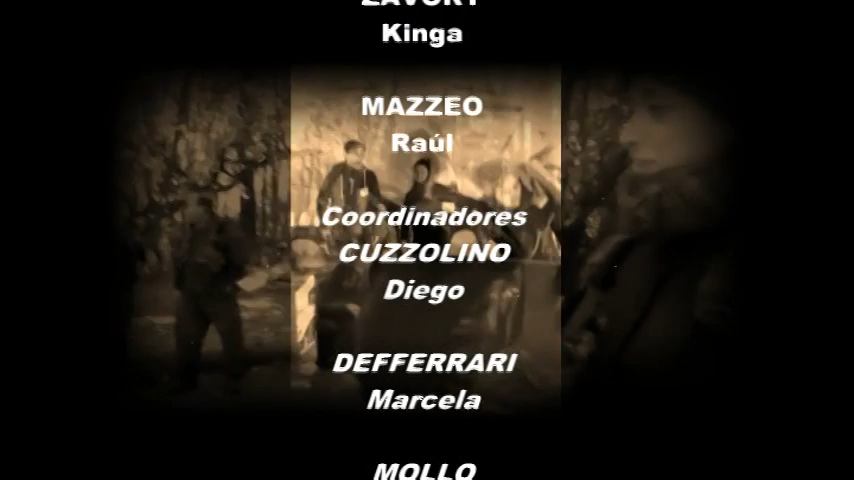 Kinga
MAZZEO
Raúl
Coordinadores
CUZZOLINO
Diego
DEFFERRARI
Marcela
MOLLO